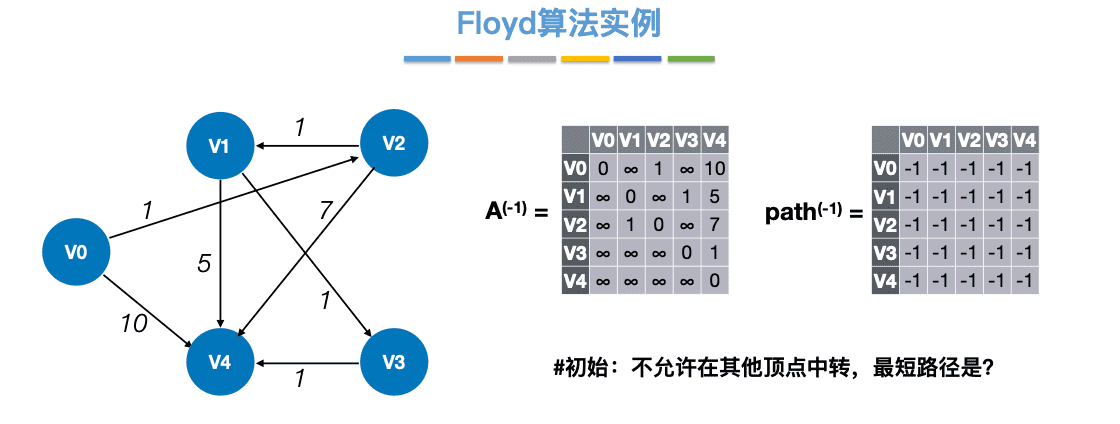 Floyd算法实例
V1
V2
V0
V4
V3
1
1
7
5
1
10
1
A(-1) =
V0 V1 V2 V3 V4
V0 0 ∞ 1 ∞ 10
V1 ∞ 0 ∞ 1 5
V2 ∞ 1 0 ∞ 7
V3 ∞ ∞ ∞ 0 1
V4 ∞ ∞ ∞ ∞ 0
path(-1) =
V0 V1 V2 V3 V4
V0 -1 -1 -1 -1 -1
V1 -1 -1 -1 -1 -1
V2 -1 -1 -1 -1 -1
V3 -1 -1 -1 -1 -1
V4 -1 -1 -1 -1 -1
#初始：不允许在其他顶点中转，最短路径是？